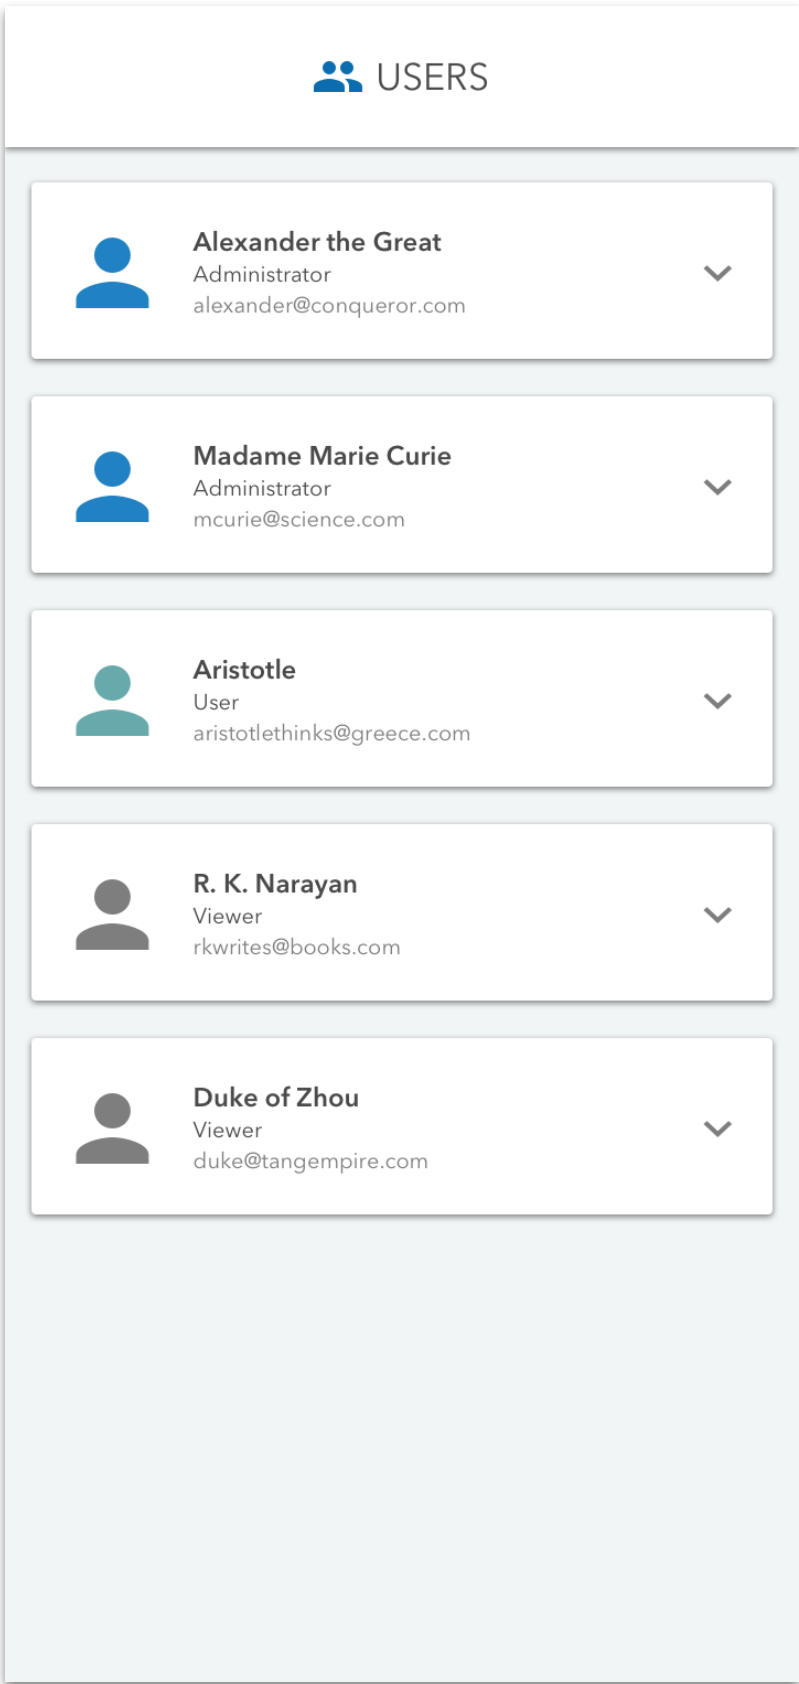 USERS
Alexander the Great
Administrator
alexander@conqueror.com
Madame Marie Curie
Administrator
mcurie@science.com
Aristotle
User
aristotlethinks@greece.com
R. K. Narayan
Viewer
rkwrites@books.com
Duke of Zhou
Viewer
duke@tangempire.com